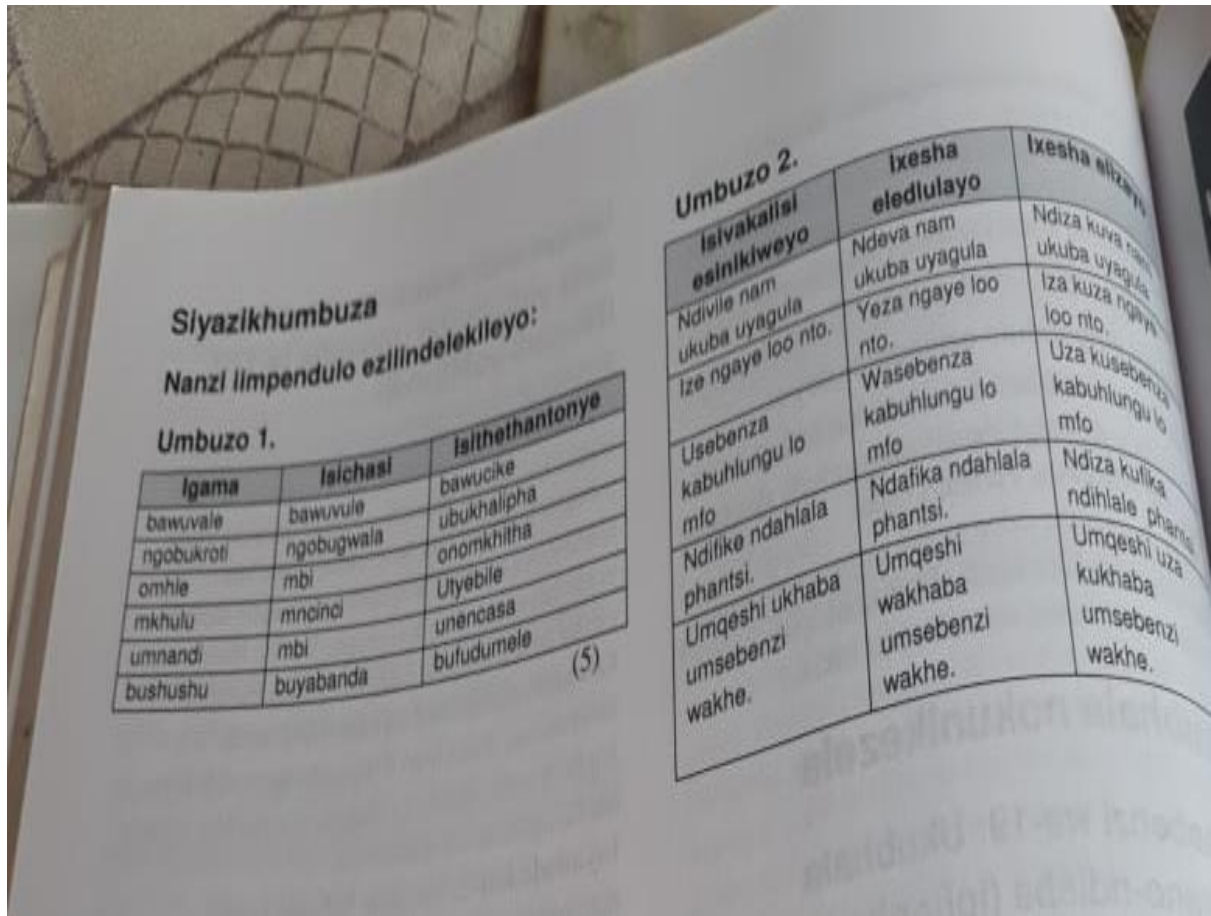 Siyazikhumbuza
Nanzi iimpendulo ezilindelekileyo:
Umbuzo 1.
Igama Isichasi Isithethantonye
bawuvale bawuvule bawucike
ngobukroti ngobugwala ubukhalipha
omhle mbi onomkhitha
mkhulu mncinci Utyebile
umnandi mbi unencasa
bushushu buyabanda bufudumele
(5)
Umbuzo 2.
Isivakalisi esinikiweyo
Ixesha eledlulayo
Ixesha elizayo
Ndivile nam ukuba uyagula
Ndeva nam ukuba uyagula
Ndiza kuva nam ukuba uyagula
Ize ngaye loo nto.
Yeza ngaye loo nto.
Iza kuza ngaye loo nto.
Usebenza kabuhlungu lo mfo
Wasebenza kabuhlungu lo mfo
Uza kusebenza kabuhlungu lo mfo
Ndifike ndahlala phantsi.
Ndafika ndahlala phantsi.
Ndiza kufika ndihlale phantsi
Umqeshi ukhaba umsebenzi wakhe.
Umqeshi wakhaba umsebenzi wakhe.
Umqeshi uza kukhaba umsebenzi wakhe.